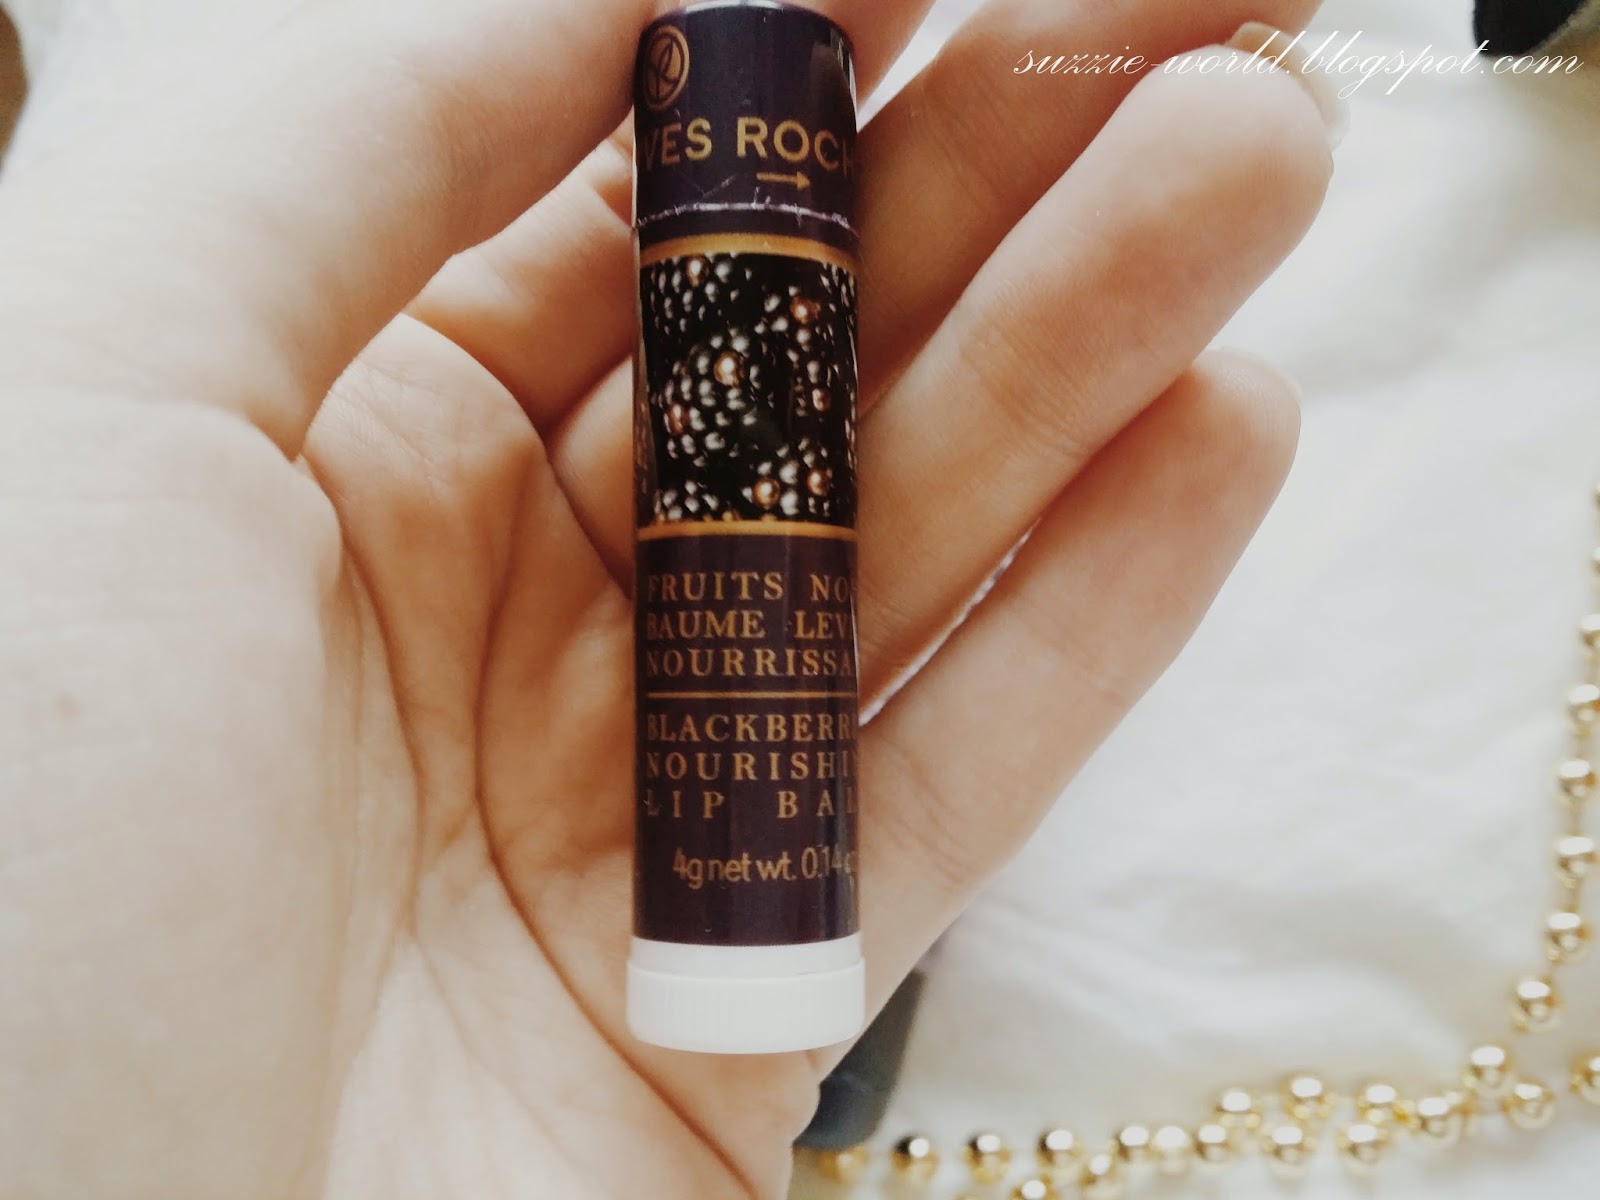 suzzie-world.blogspot.com
VES ROCH
FRUITS NO
BAUME LEV
NOURRISSA
BLACKBERR
NOURISHI
LIP BAL
4g net wt. 0.14